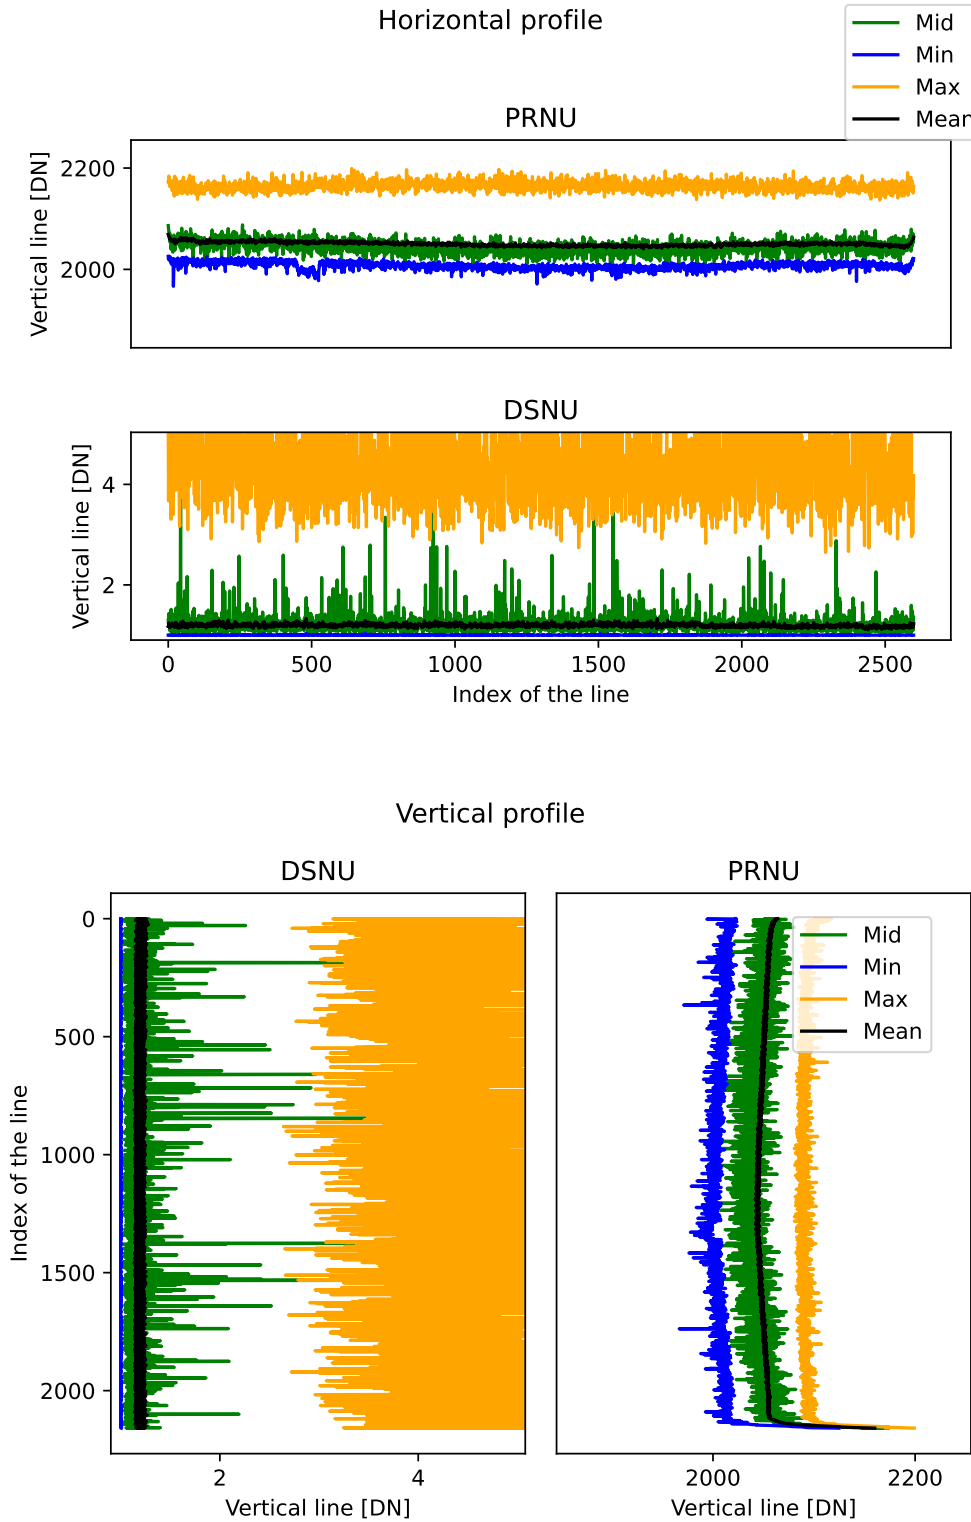 Horizontal profile
Mid
Min
Max
Mean
PRNU
2200
2000
Vertical line [DN]
DSNU
4
2
Vertical line [DN]
0 500 1000 1500 2000 2500
Index of the line
Vertical profile
DSNU
0
500
1000
1500
2000
Index of the line
2 4
Vertical line [DN]
PRNU
Mid
Min
Max
Mean
2000 2200
Vertical line [DN]